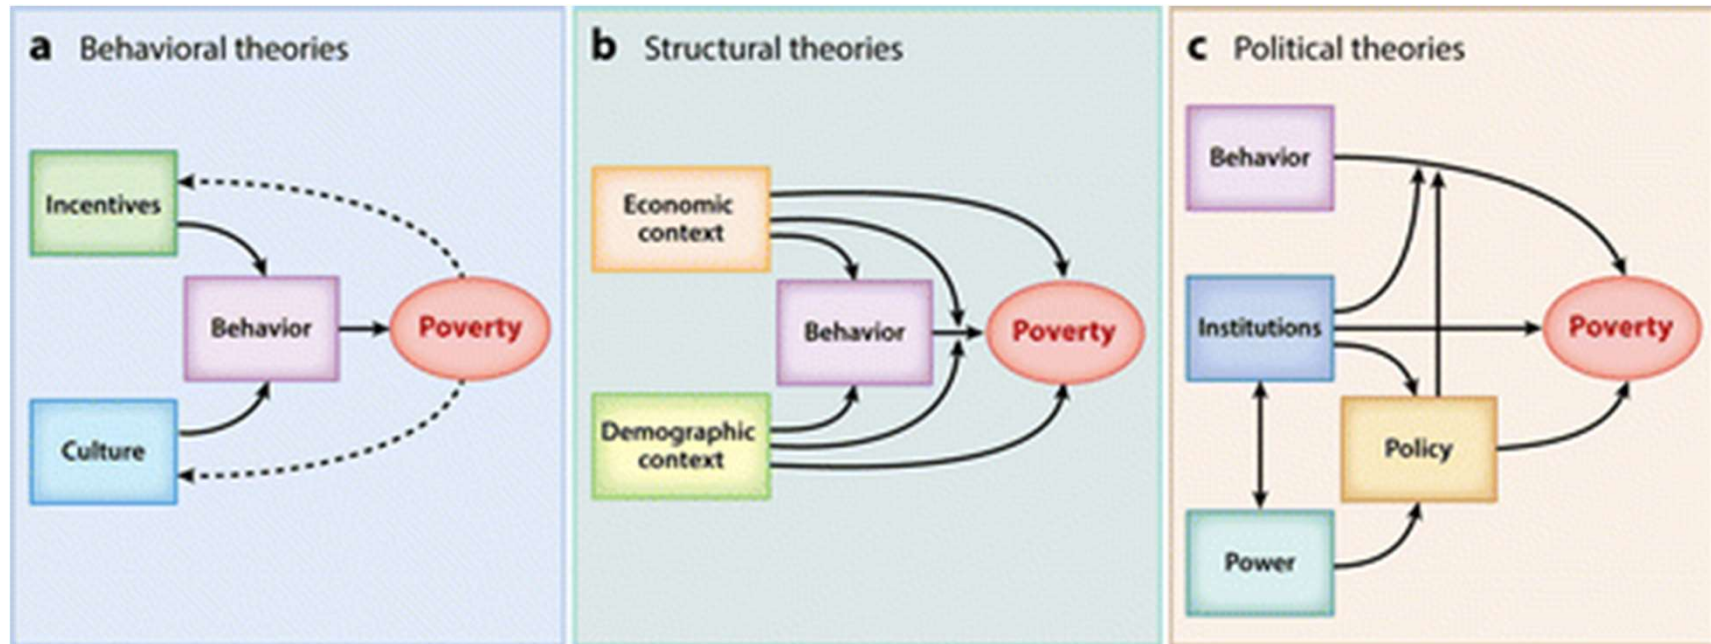 a Behavioral theories
Incentives
Behavior
Poverty
Culture
b Structural theories
Economic
context
Behavior
Poverty
Demographic
context
c Political theories
Behavior
Institutions
Poverty
Policy
Power